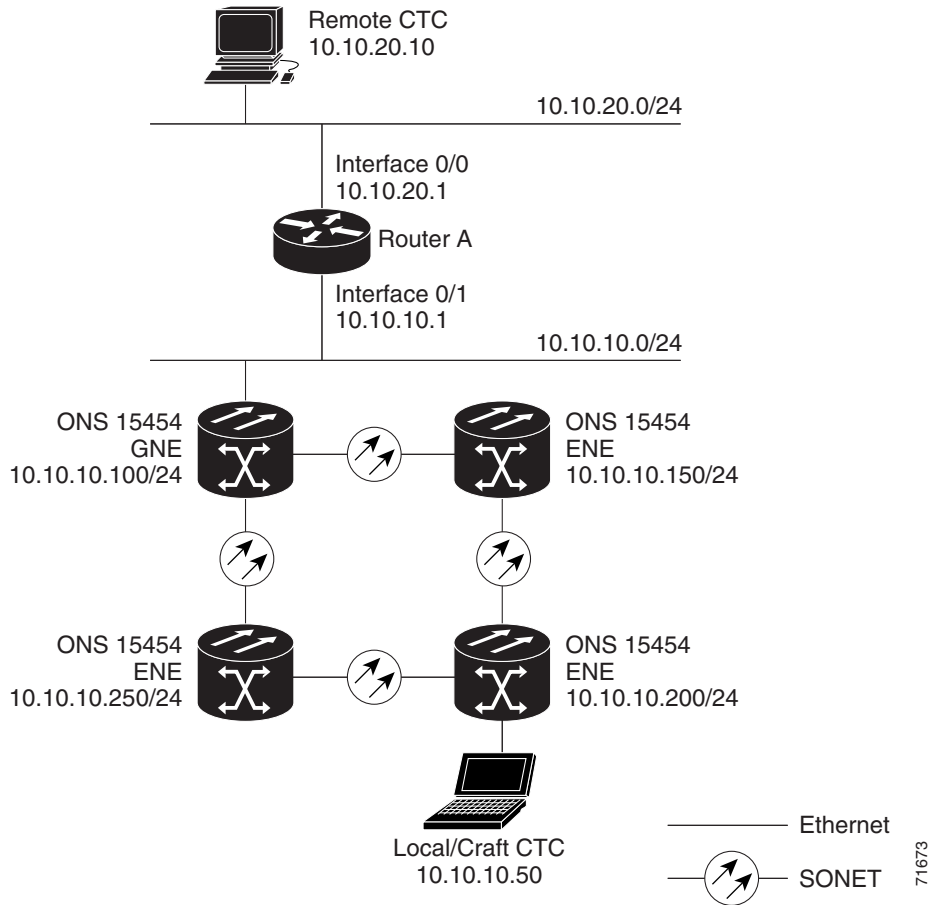 Remote CTC
10.10.20.10
10.10.20.0/24
Interface 0/0
10.10.20.1
Router A
Interface 0/1
10.10.10.1
10.10.10.0/24
ONS 15454
GNE
10.10.10.100/24
ONS 15454
ENE
10.10.10.150/24
ONS 15454
ENE
10.10.10.250/24
ONS 15454
ENE
10.10.10.200/24
Local/Craft CTC
10.10.10.50
Ethernet
SONET
71673